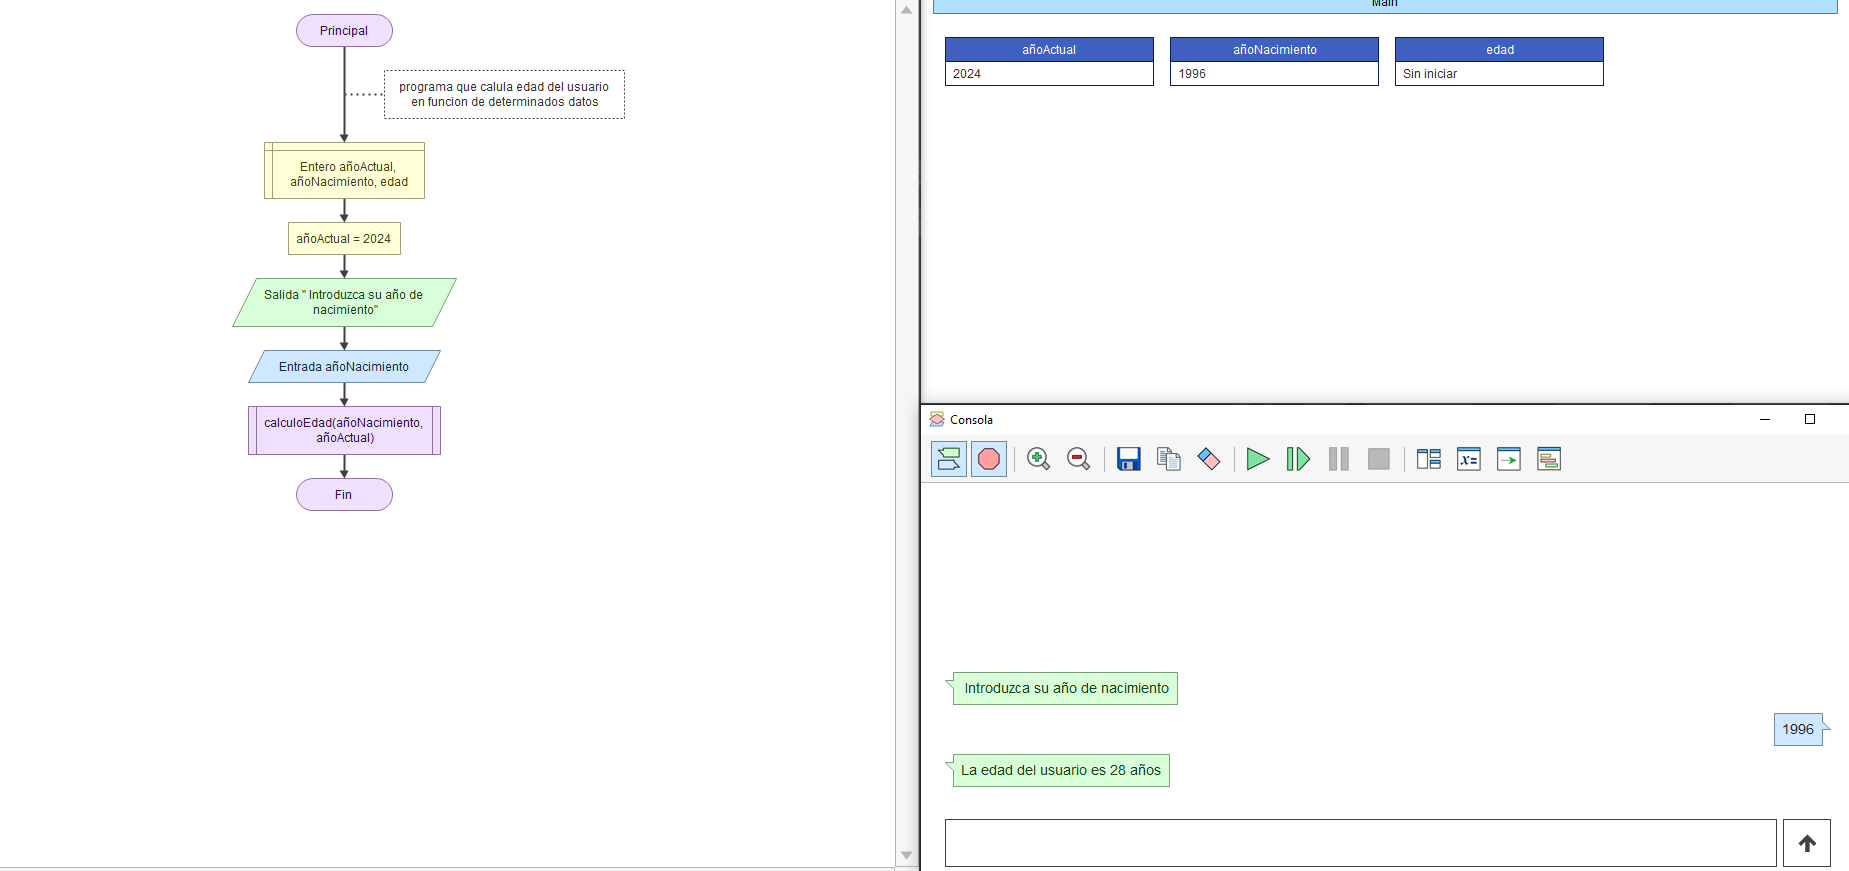 Principal
programa que calula edad del usuario
en funcion de determinados datos
Entero añoActual,
añoNacimiento, edad
añoActual = 2024
Salida " Introduzca su año de
nacimiento"
Entrada añoNacimiento
calculoEdad(añoNacimiento,
añoActual)
Fin
Main
añoActual
2024
añoNacimiento
1996
edad
Sin iniciar
Consola
x=
Introduzca su año de nacimiento
1996
La edad del usuario es 28 años